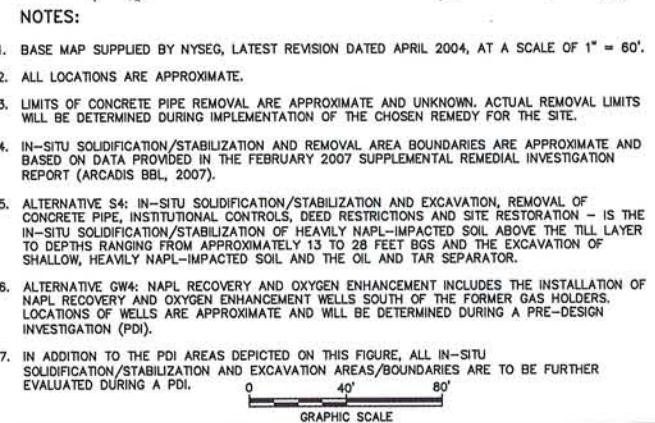 NOTES:
1. BASE MAP SUPPLIED BY NYSEG, LATEST REVISION DATED APRIL 2004, AT A SCALE OF 1" = 60'.
2. ALL LOCATIONS ARE APPROXIMATE.
3. LIMITS OF CONCRETE PIPE REMOVAL ARE APPROXIMATE AND UNKNOWN. ACTUAL REMOVAL LIMITS
WILL BE DETERMINED DURING IMPLEMENTATION OF THE CHOSEN REMEDY FOR THE SITE.
4. IN-SITU SOLIDIFICATION/STABILIZATION AND REMOVAL AREA BOUNDARIES ARE APPROXIMATE AND
BASED ON DATA PROVIDED IN THE FEBRUARY 2007 SUPPLEMENTAL REMEDIAL INVESTIGATION
REPORT (ARCADIS BBL, 2007).
5. ALTERNATIVE S4: IN-SITU SOLIDIFICATION/STABILIZATION AND EXCAVATION, REMOVAL OF
CONCRETE PIPE, INSTITUTIONAL CONTROLS, DEED RESTRICTIONS AND SITE RESTORATION - IS THE
IN-SITU SOLIDIFICATION/STABILIZATION OF HEAVILY NAPL-IMPACTED SOIL ABOVE THE TILL LAYER
TO DEPTHS RANGING FROM APPROXIMATELY 13 TO 28 FEET BGS AND THE EXCAVATION OF
SHALLOW, HEAVILY NAPL-IMPACTED SOIL AND THE OIL AND TAR SEPARATOR.
6. ALTERNATIVE GW4: NAPL RECOVERY AND OXYGEN ENHANCEMENT INCLUDES THE INSTALLATION OF
NAPL RECOVERY AND OXYGEN ENHANCEMENT WELLS SOUTH OF THE FORMER GAS HOLDERS.
LOCATIONS OF WELLS ARE APPROXIMATE AND WILL BE DETERMINED DURING A PRE-DESIGN
INVESTIGATION (PDI).
7. IN ADDITION TO THE PDI AREAS DEPICTED ON THIS FIGURE, ALL IN-SITU
SOLIDIFICATION/STABILIZATION AND EXCAVATION AREAS/BOUNDARIES ARE TO BE FURTHER
EVALUATED DURING A PDI.
0 40' 80'
GRAPHIC SCALE